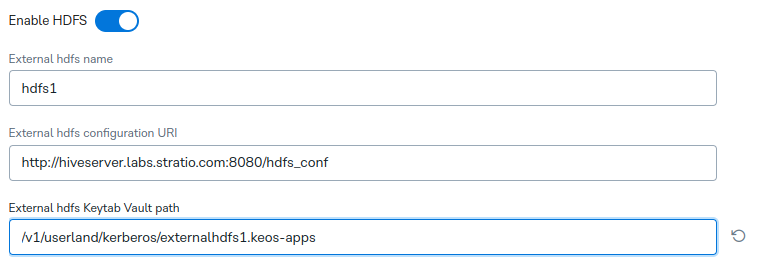 Enable HDFS
External hdfs name
hdfs1
External hdfs configuration URI
http://hiveserver.labs.stratio.com:8080/hdfs_conf
External hdfs Keytab Vault path
/v1/userland/kerberos/externalhdfs1.keos-apps